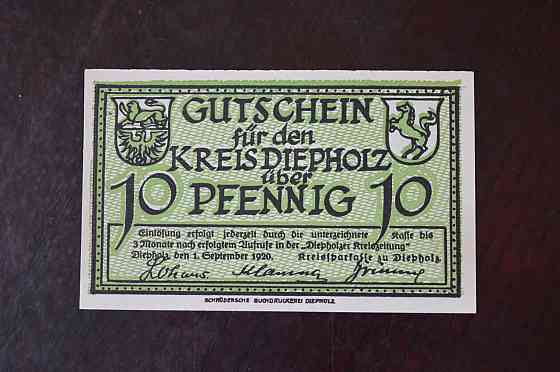 GUTSCHEIN
für den
KREIS DIEPHOLZ
über
10 PFENNIG 10
Einlösung erfolgt jederzeit durch die unterzeichnete Kasse bis
3 Monate nach erfolgtem Aufrufe in der „Diepholzer Kreiszeitung“
Diepholz, den 1. September 1920. Kreissparkasse zu Diepholz
SCHRÖDERSCHE BUCHDRUCKEREI DIEPHOLZ